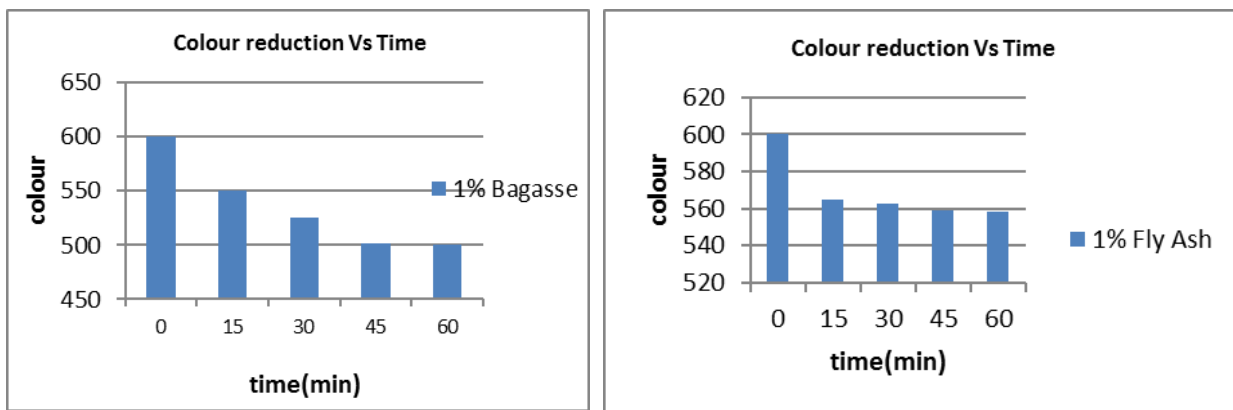 Colour reduction Vs Time
650
600
550
500
450
colour
0 15 30 45 60
time(min)
1% Bagasse
Colour reduction Vs Time
620
600
580
560
540
520
colour
0 15 30 45 60
time(min)
1% Fly Ash